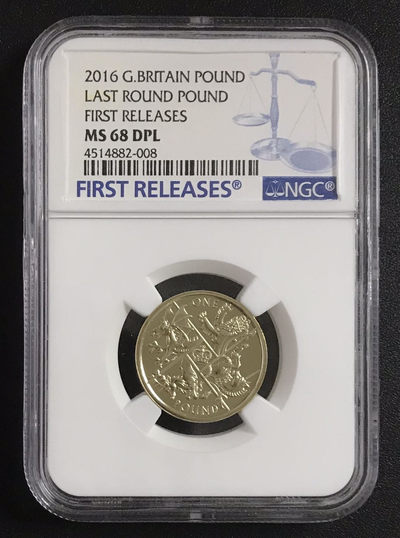 2016 G.BRITAIN POUND
LAST ROUND POUND
FIRST RELEASES
MS 68 DPL
4514882-008
FIRST RELEASES®
NGC®
ONE
POUND